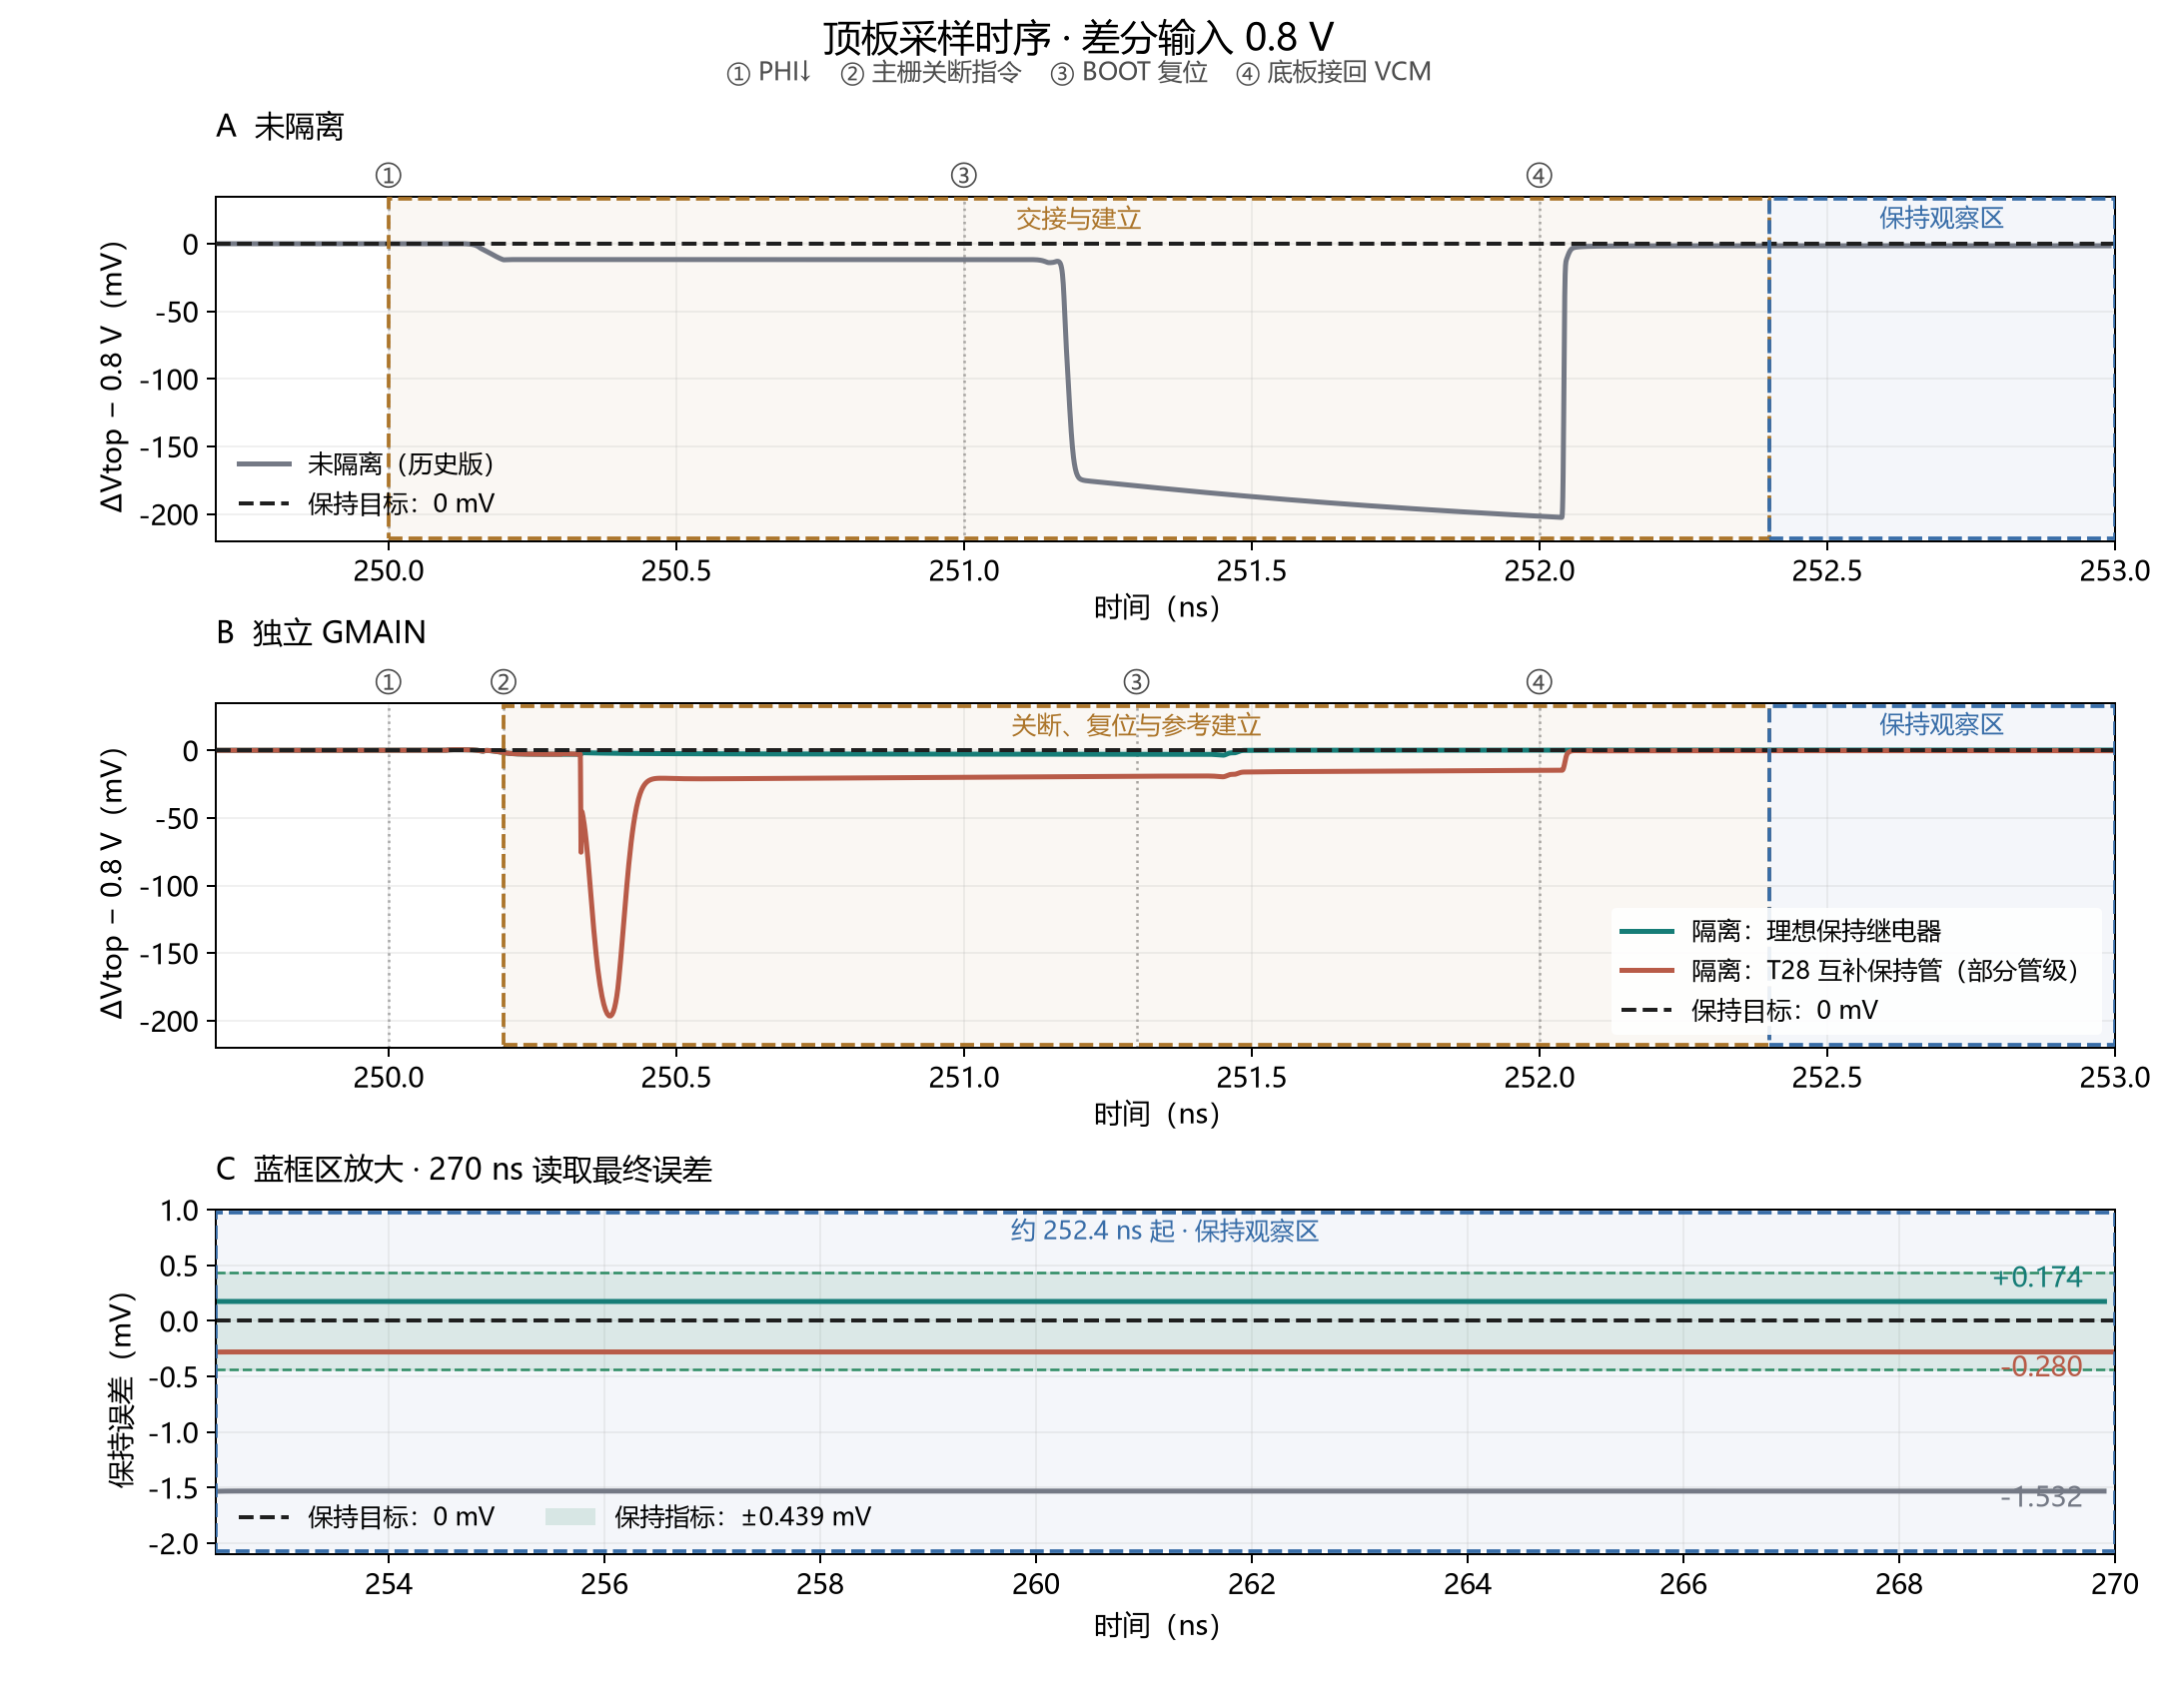 顶板采样时序 · 差分输入 0.8 V
① PHI↓ ② 主栅关断指令 ③ BOOT 复位 ④ 底板接回 VCM
A 未隔离
① ③ ④
交接与建立 保持观察区
0
-50
-100
-150
-200
ΔVtop − 0.8 V (mV)
未隔离（历史版）
保持目标：0 mV
250.0 250.5 251.0 251.5 252.0 252.5 253.0
时间（ns）
B 独立 GMAIN
① ② ③ ④
关断、复位与参考建立 保持观察区
0
-50
-100
-150
-200
ΔVtop − 0.8 V (mV)
隔离：理想保持继电器
隔离：T28 互补保持管（部分管级）
保持目标：0 mV
250.0 250.5 251.0 251.5 252.0 252.5 253.0
时间（ns）
C 蓝框区放大 · 270 ns 读取最终误差
约 252.4 ns 起 · 保持观察区
1.0
0.5
0.0
-0.5
-1.0
-1.5
-2.0
保持误差（mV）
+0.174
-0.280
-1.532
保持目标：0 mV 保持指标：±0.439 mV
254 256 258 260 262 264 266 268 270
时间（ns）